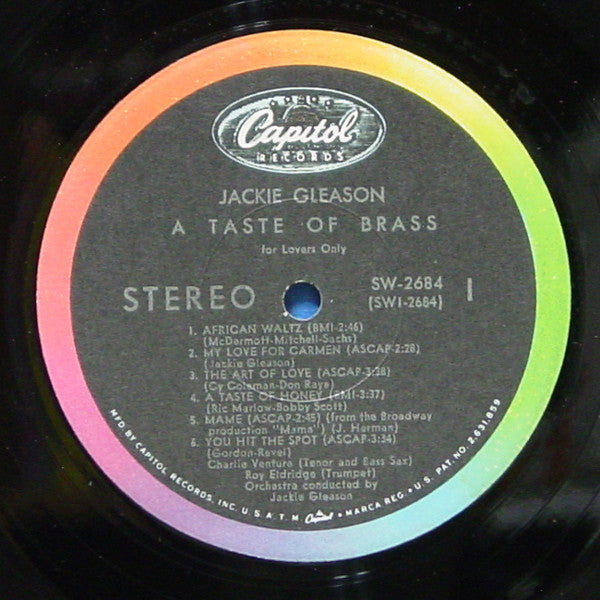 Capitol
RECORDS
JACKIE GLEASON
A TASTE OF BRASS
for Lovers Only
STEREO
SW-2684
(SW1-2684)
1
1. AFRICAN WALTZ (BMI-2:46)
(McDermott-Mitchell-Sachs)
2. MY LOVE FOR CARMEN (ASCAP-2:28)
(Jackie Gleason)
3. THE ART OF LOVE (ASCAP-3:38)
(Cy Coleman-Don Raye)
4. A TASTE OF HONEY (BMI-3:37)
(Ric Marlow-Bobby Scott)
5. MAME (ASCAP-2:45) (from the Broadway
production "Mame") (J. Herman)
6. YOU HIT THE SPOT (ASCAP-3:34)
(Gordon-Revel)
Charlie Ventura (Tenor and Bass Sax)
Roy Eldridge (Trumpet)
Orchestra conducted by
Jackie Gleason
MFD. BY CAPITOL RECORDS, INC. U.S.A. T.M. Capitol MARCA REG. • U.S. PAT. NO. 2,631,859